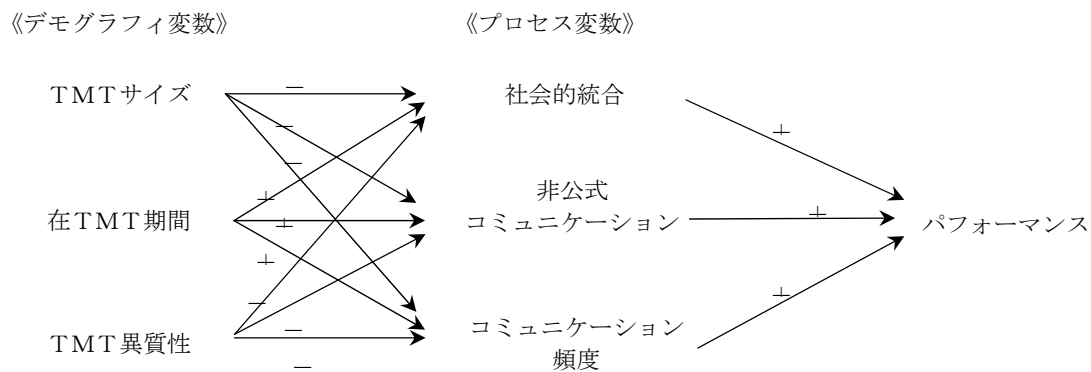 《デモグラフィ変数》 《プロセス変数》
TMTサイズ 社会的統合
- 
- 
- 
+
+
在TMT期間 非公式
コミュニケーション
+ 
+
パフォーマンス
+
-
-
+
TMT異質性 コミュニケーション
頻度
-